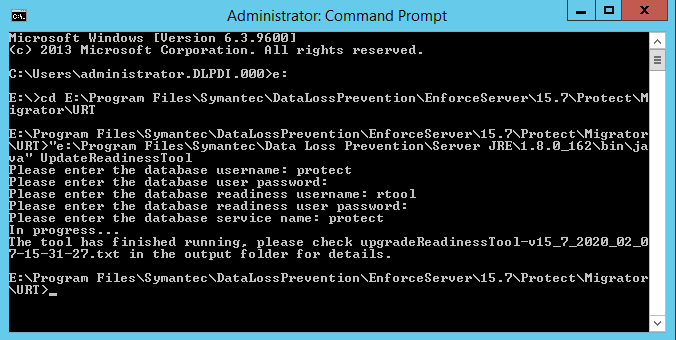 Administrator: Command Prompt
Microsoft Windows [Version 6.3.9600]
(c) 2013 Microsoft Corporation. All rights reserved.
C:\Users\administrator.DLPDI.000>e:
E:\>cd E:\Program Files\Symantec\DataLossPrevention\EnforceServer\15.7\Protect\M
igrator\URT
E:\Program Files\Symantec\DataLossPrevention\EnforceServer\15.7\Protect\Migrator
\URT>"e:\Program Files\Symantec\Data Loss Prevention\Server JRE\1.8.0_162\bin\ja
va" UpdateReadinessTool
Please enter the database username: protect
Please enter the database user password:
Please enter the database readiness username: rtool
Please enter the database readiness user password:
Please enter the database service name: protect
In progress...
The tool has finished running, please check upgradeReadinessTool-v15_7_2020_02_0
7-15-31-27.txt in the output folder for details.
E:\Program Files\Symantec\DataLossPrevention\EnforceServer\15.7\Protect\Migrator
\URT>_